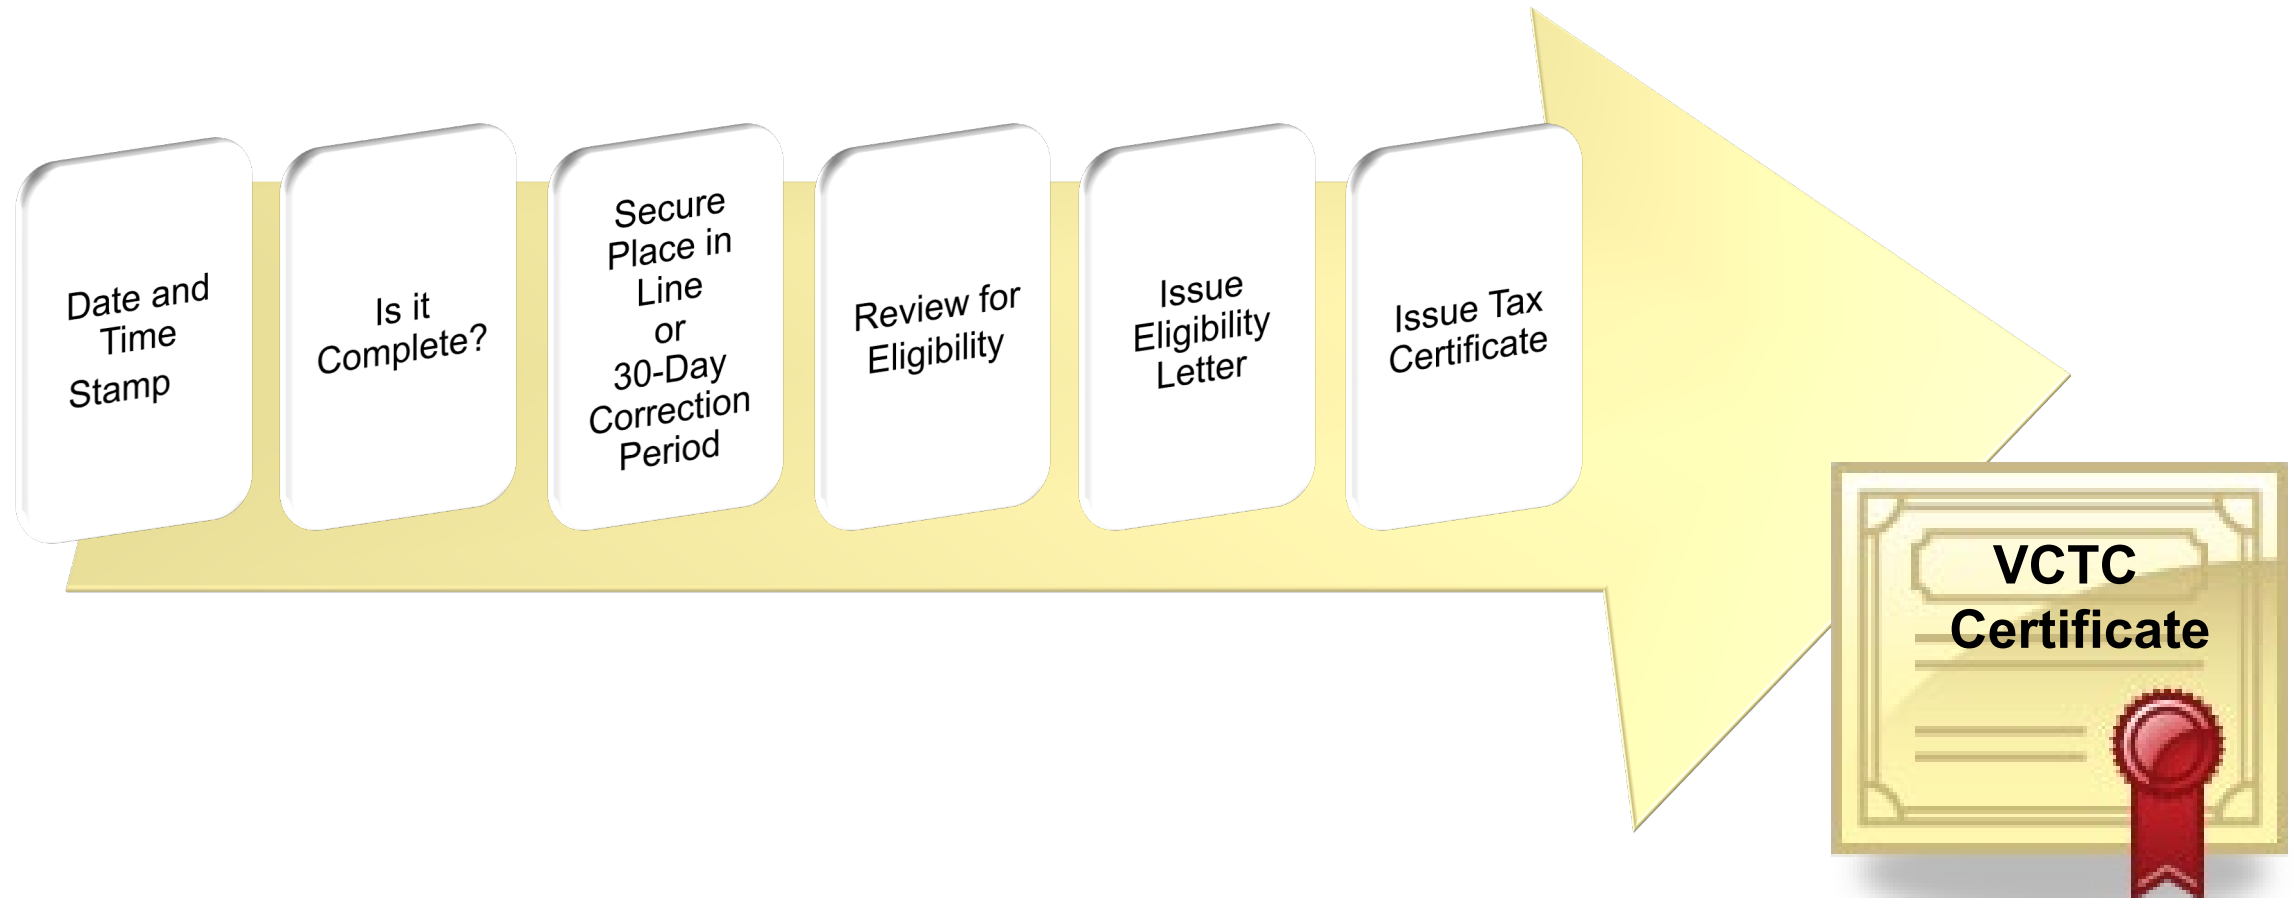 Date and
Time
Stamp
Is it
Complete?
Secure
Place in
Line
or
30-Day
Correction
Period
Review for
Eligibility
Issue
Eligibility
Letter
Issue Tax
Certificate
VCTC
Certificate